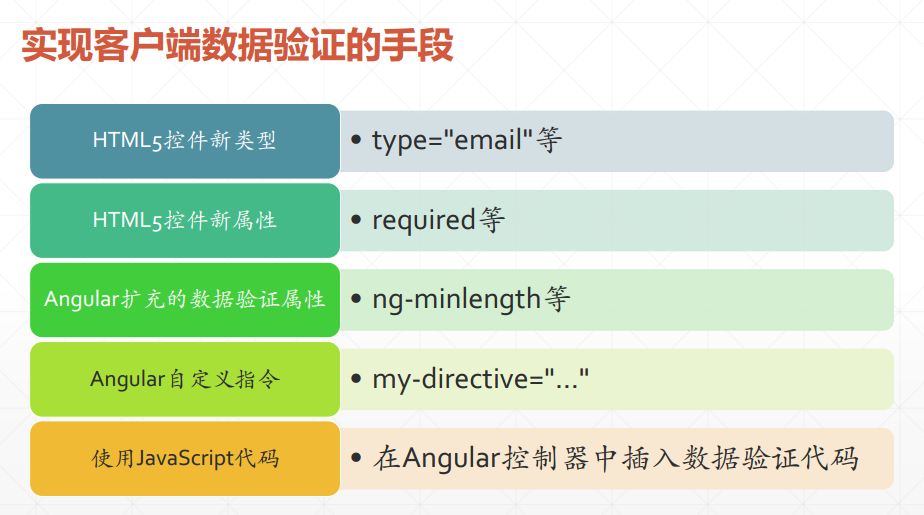 实现客户端数据验证的手段
HTML5控件新类型
• type="email"等
HTML5控件新属性
• required等
Angular扩充的数据验证属性
• ng-minlength等
Angular自定义指令
• my-directive="..."
使用JavaScript代码
• 在Angular控制器中插入数据验证代码